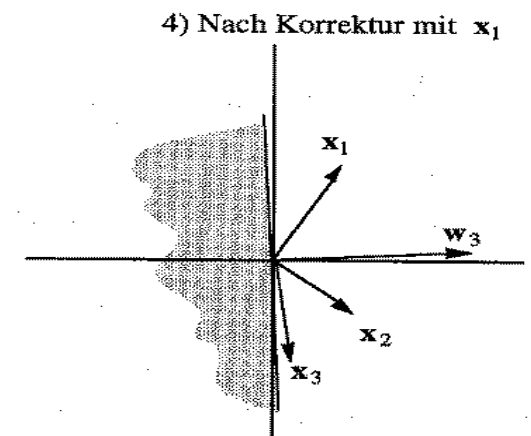 4) Nach Korrektur mit x₁
x₁
w₃
x₂
x₃